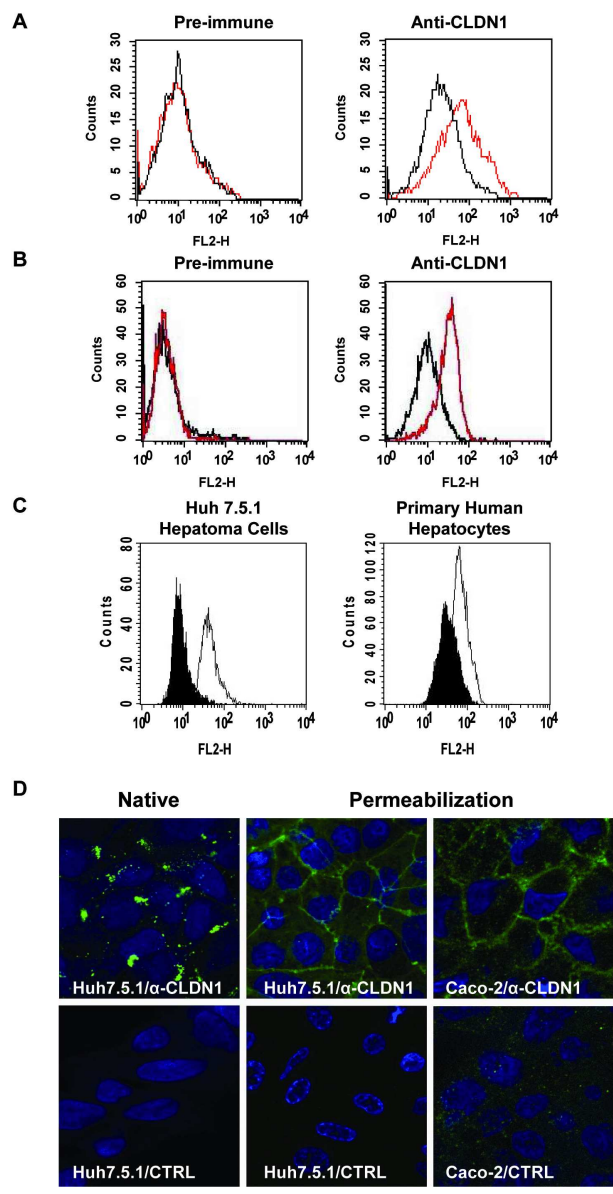 A
Pre-immune
Anti-CLDN1
Counts
30
25
20
15
10
5
0
10⁰ 10¹ 10² 10³ 10⁴
FL2-H
Counts
30
25
20
15
10
5
0
10⁰ 10¹ 10² 10³ 10⁴
FL2-H
B
Pre-immune
Anti-CLDN1
Counts
60
50
40
30
20
10
0
10⁰ 10¹ 10² 10³ 10⁴
FL2-H
Counts
60
50
40
30
20
10
0
10⁰ 10¹ 10² 10³ 10⁴
FL2-H
C
Huh 7.5.1
Hepatoma Cells
Primary Human
Hepatocytes
Counts
80
60
40
20
0
10⁰ 10¹ 10² 10³ 10⁴
FL2-H
Counts
120
100
80
60
40
20
0
10⁰ 10¹ 10² 10³ 10⁴
FL2-H
D
Native
Permeabilization
Huh7.5.1/α-CLDN1
Huh7.5.1/α-CLDN1
Caco-2/α-CLDN1
Huh7.5.1/CTRL
Huh7.5.1/CTRL
Caco-2/CTRL